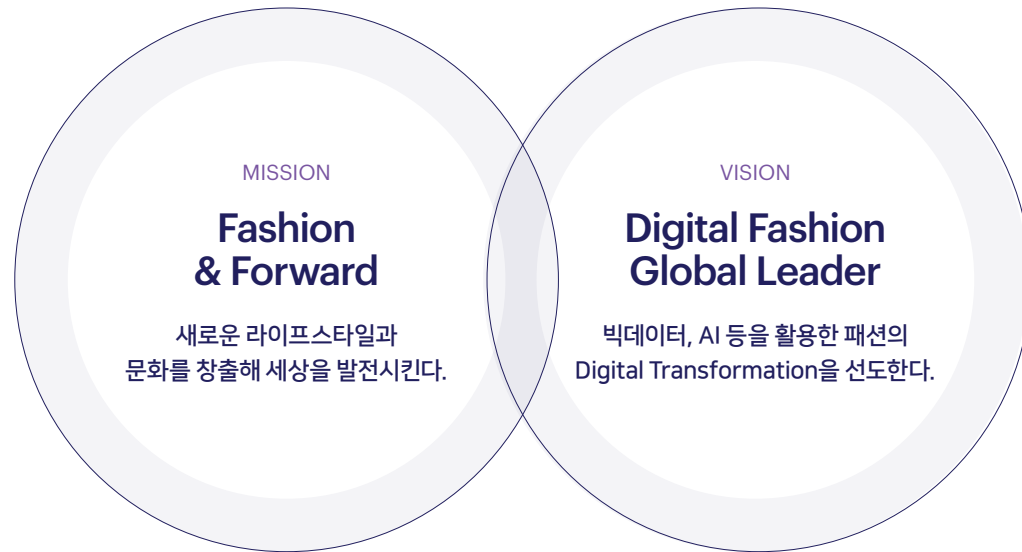 MISSION
Fashion
& Forward
새로운 라이프스타일과
문화를 창출해 세상을 발전시킨다.
VISION
Digital Fashion
Global Leader
빅데이터, AI 등을 활용한 패션의
Digital Transformation을 선도한다.